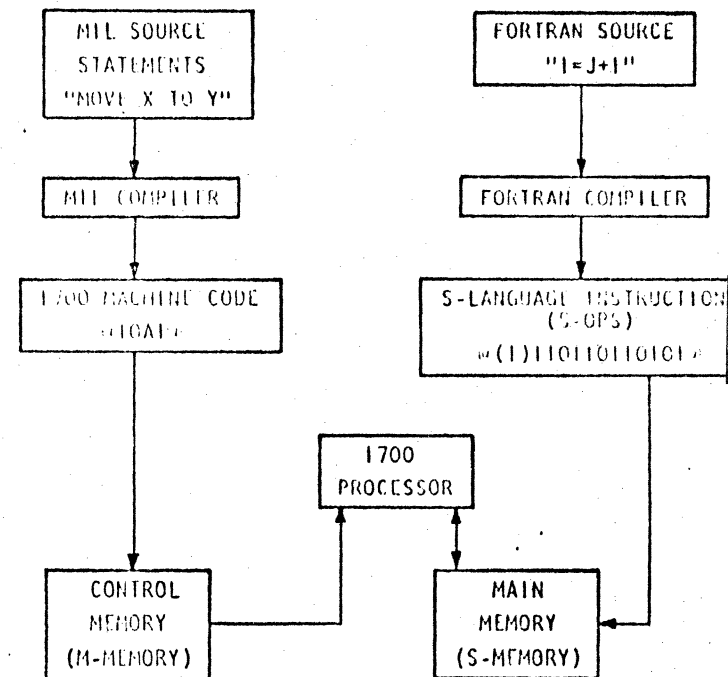 MIL SOURCE
STATEMENTS
"MOVE X TO Y"
FORTRAN SOURCE
"I=J+I"
MIL COMPILER
FORTRAN COMPILER
1700 MACHINE CODE
S-LANGUAGE INSTRUCTION
(S-OPS)
1700
PROCESSOR
CONTROL
MEMORY
(M-MEMORY)
MAIN
MEMORY
(S-MEMORY)